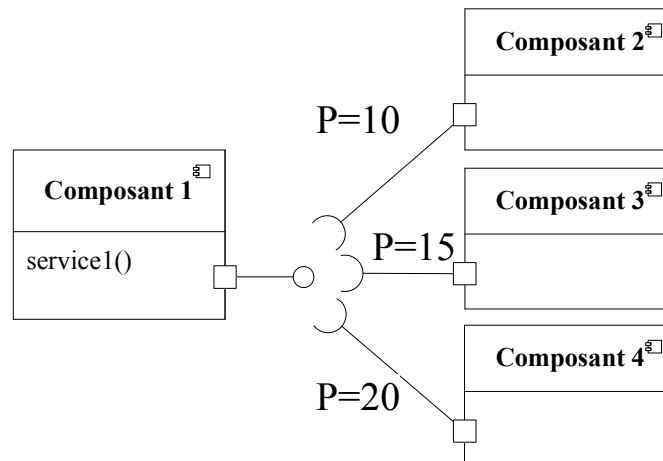 Composant 2
P=10
Composant 1
service1()
Composant 3
P=15
Composant 4
P=20